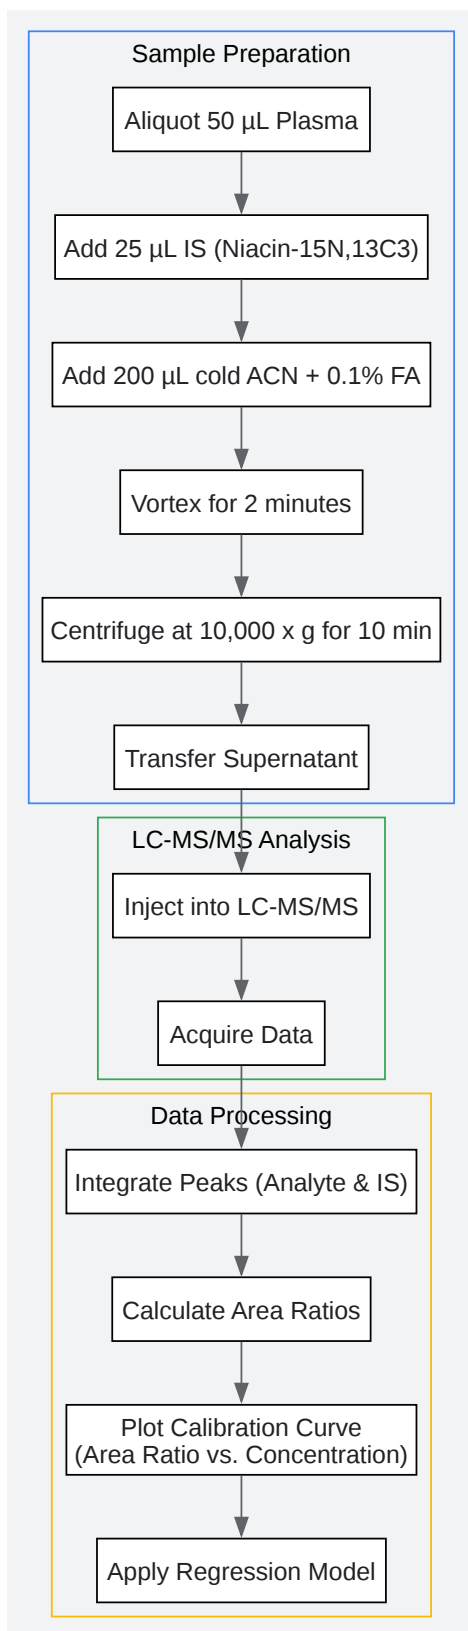 Sample Preparation
Aliquot 50 µL Plasma
Add 25 µL IS (Niacin-15N,13C3)
Add 200 µL cold ACN + 0.1% FA
Vortex for 2 minutes
Centrifuge at 10,000 x g for 10 min
Transfer Supernatant
LC-MS/MS Analysis
Inject into LC-MS/MS
Acquire Data
Data Processing
Integrate Peaks (Analyte & IS)
Calculate Area Ratios
Plot Calibration Curve
(Area Ratio vs. Concentration)
Apply Regression Model